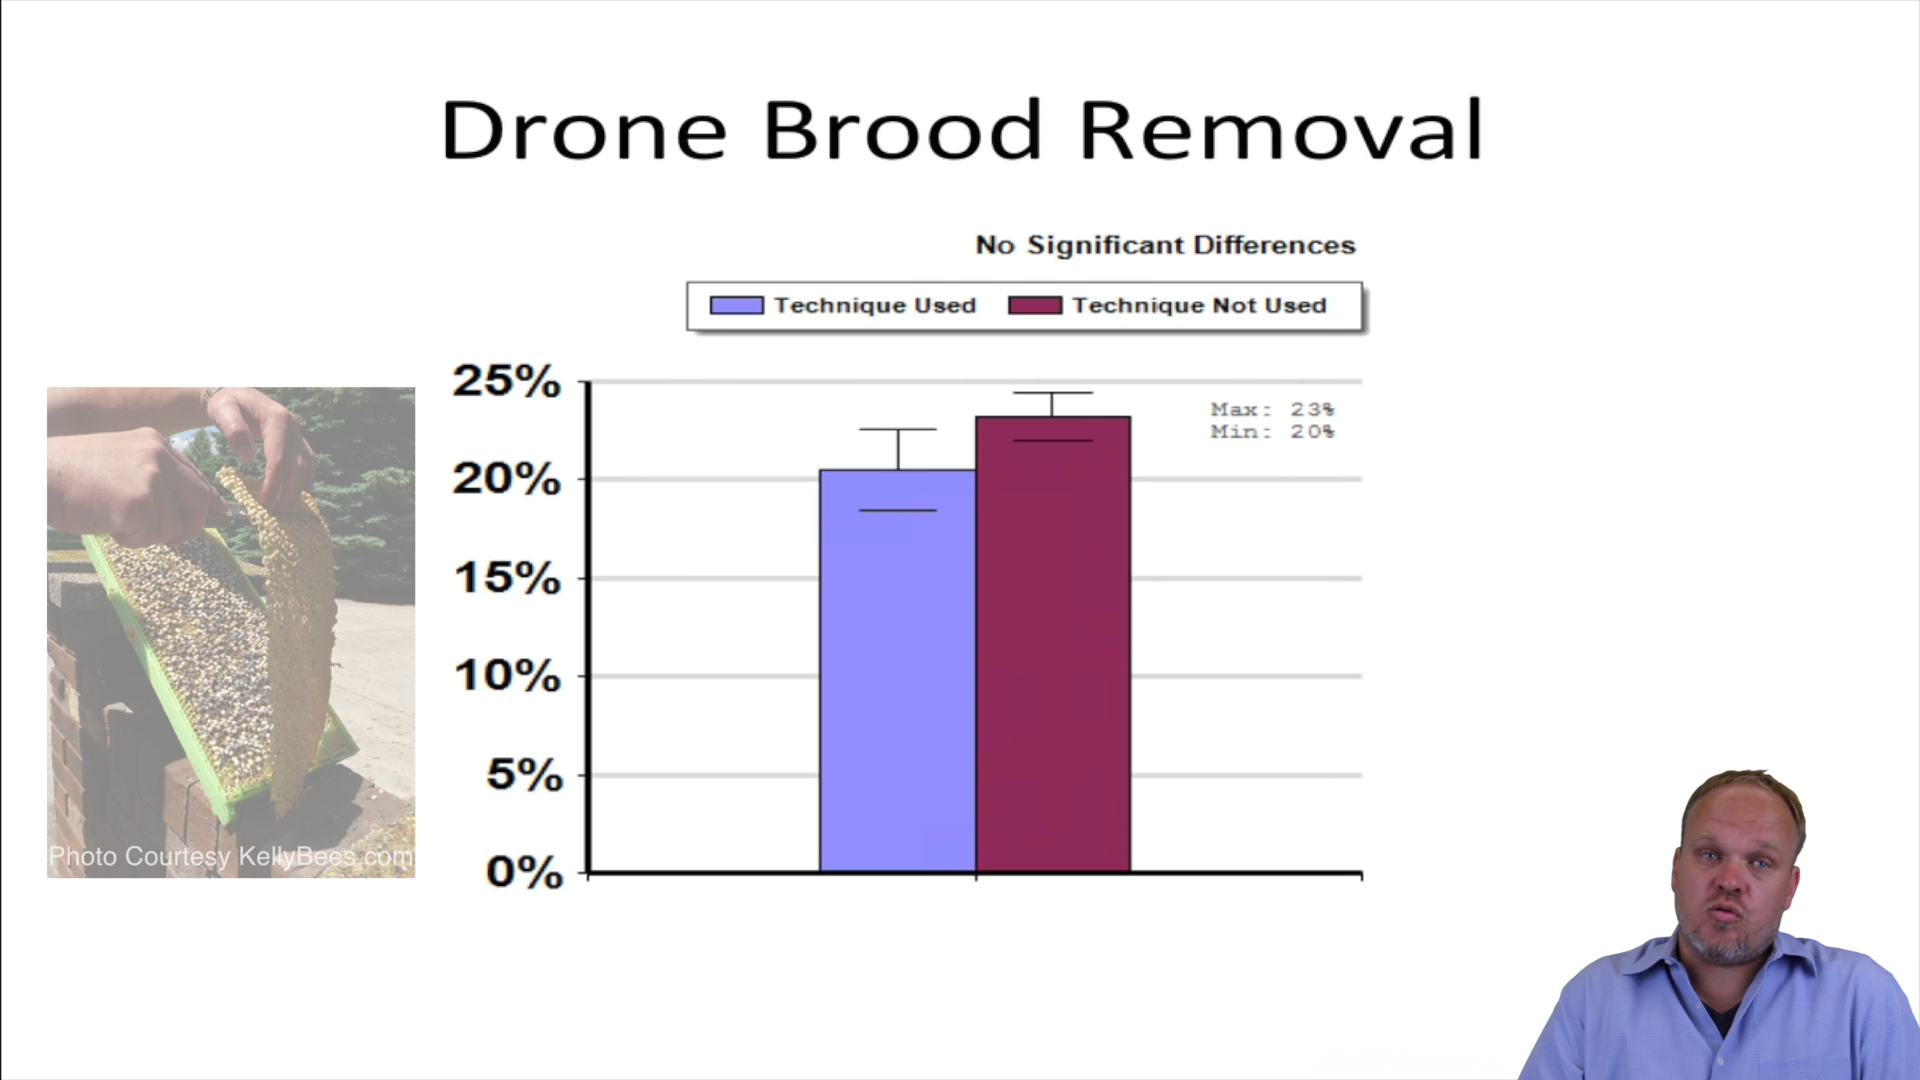 Drone Brood Removal
No Significant Differences
Technique Used Technique Not Used
25%
Max: 23%
Min: 20%
20%
15%
10%
5%
0%
Photo Courtesy KellyBees.com